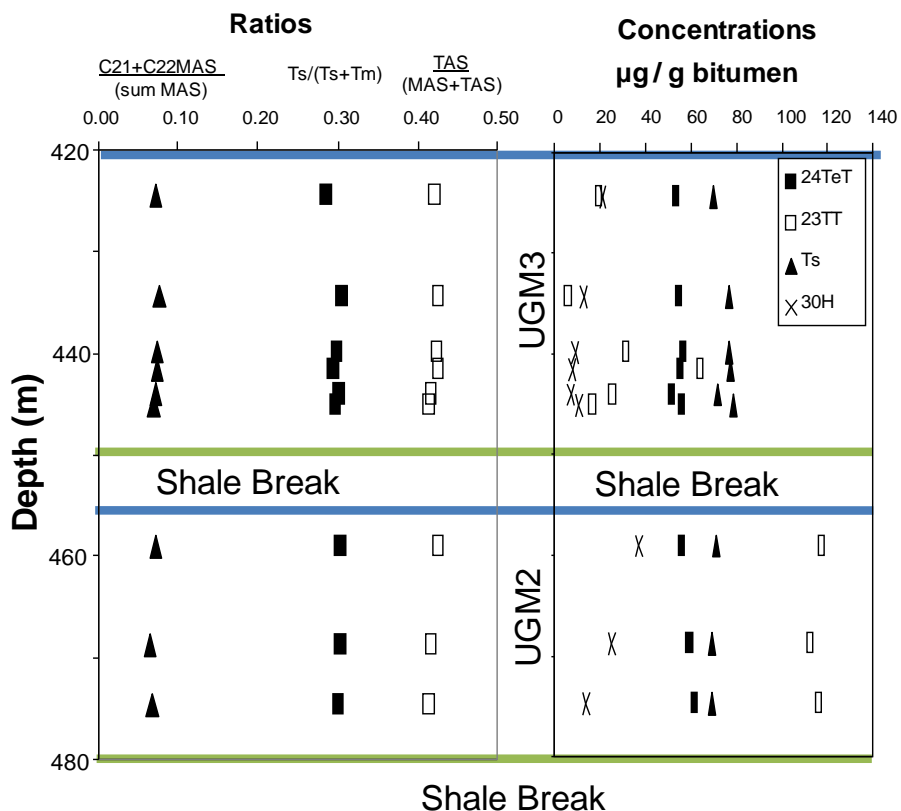 Ratios
Concentrations
µg / g bitumen
C21+C22MAS
(sum MAS)
Ts/(Ts+Tm)
TAS
(MAS+TAS)
0.00 0.10 0.20 0.30 0.40 0.50
0 20 40 60 80 100 120 140
420
440
460
480
Depth (m)
UGM3
UGM2
24TeT
23TT
Ts
30H
Shale Break
Shale Break
Shale Break